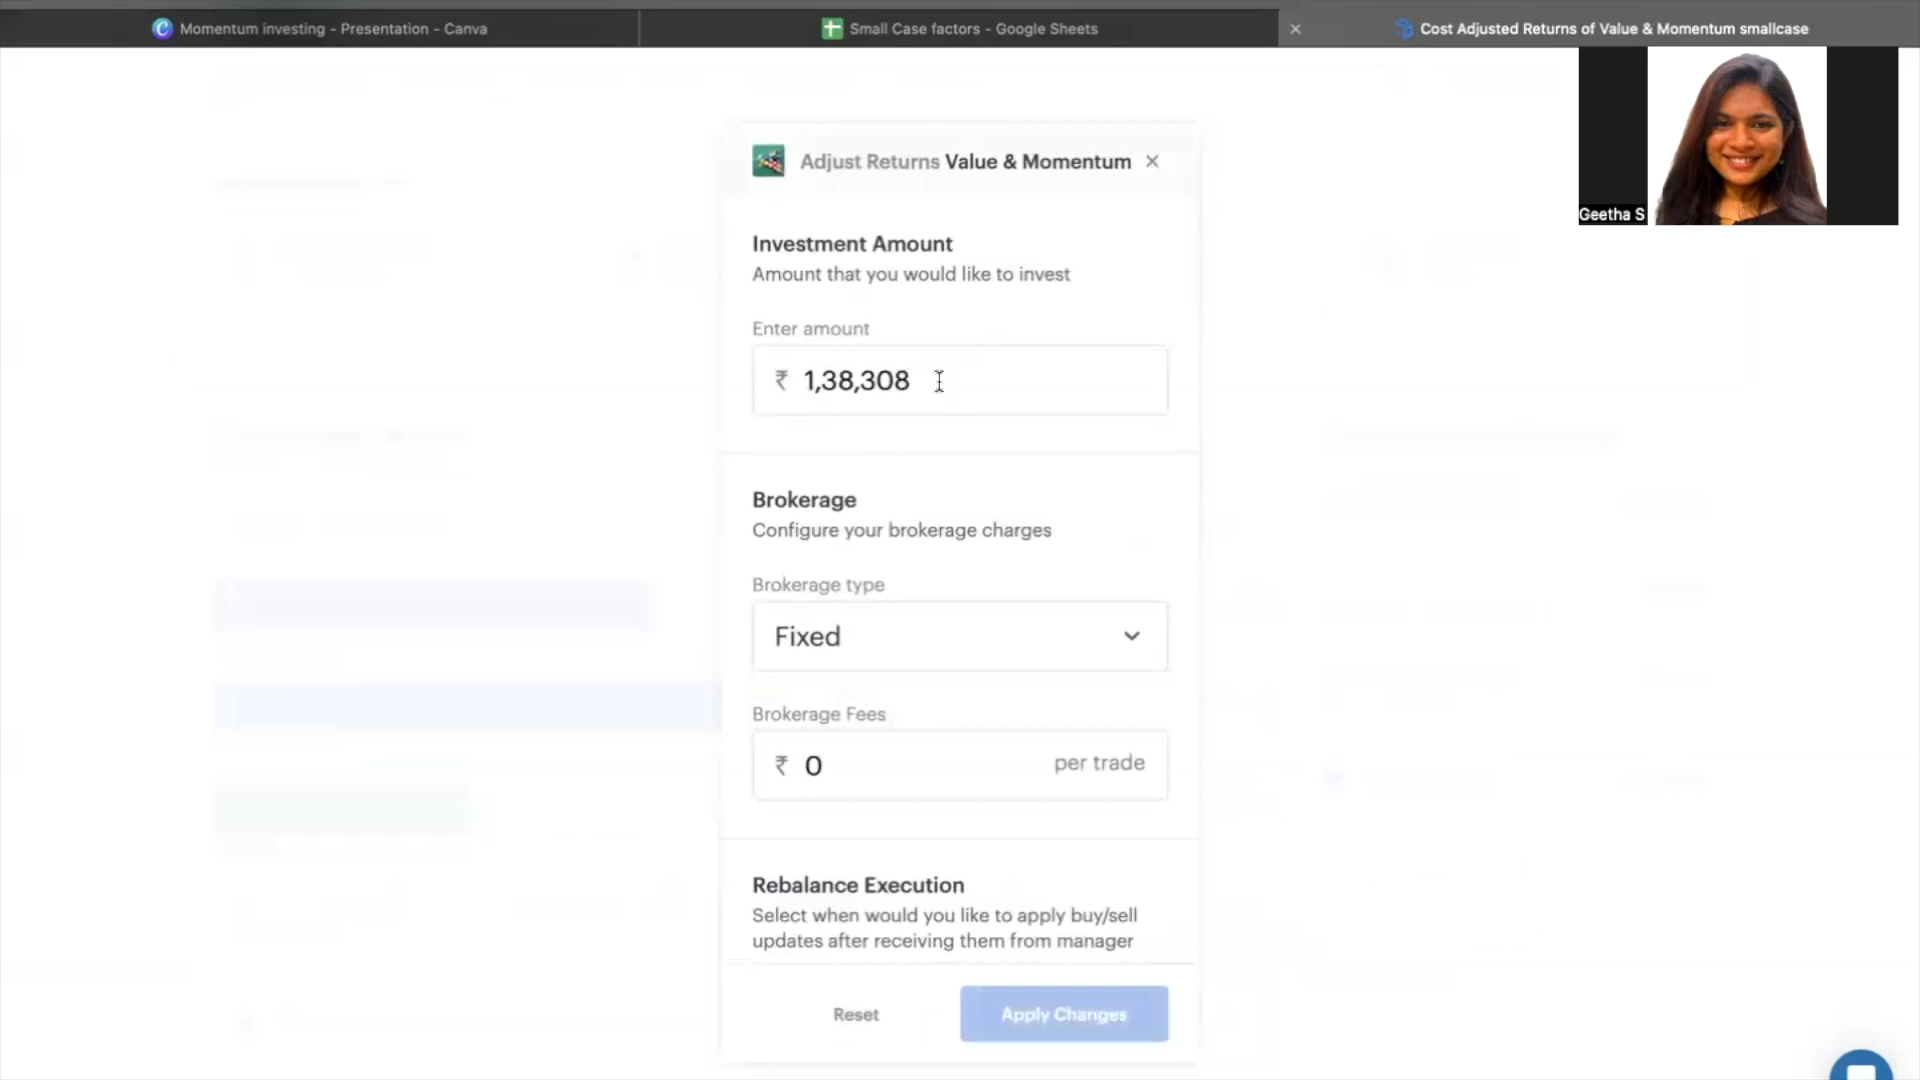 Momentum investing - Presentation - Canva
Small Case factors - Google Sheets
Cost Adjusted Returns of Value & Momentum smallcase
Geetha S
Adjust Returns Value & Momentum
Investment Amount
Amount that you would like to invest
Enter amount
₹ 1,38,308
Brokerage
Configure your brokerage charges
Brokerage type
Fixed
Brokerage Fees
₹ 0 per trade
Rebalance Execution
Select when would you like to apply buy/sell
updates after receiving them from manager
Reset
Apply Changes